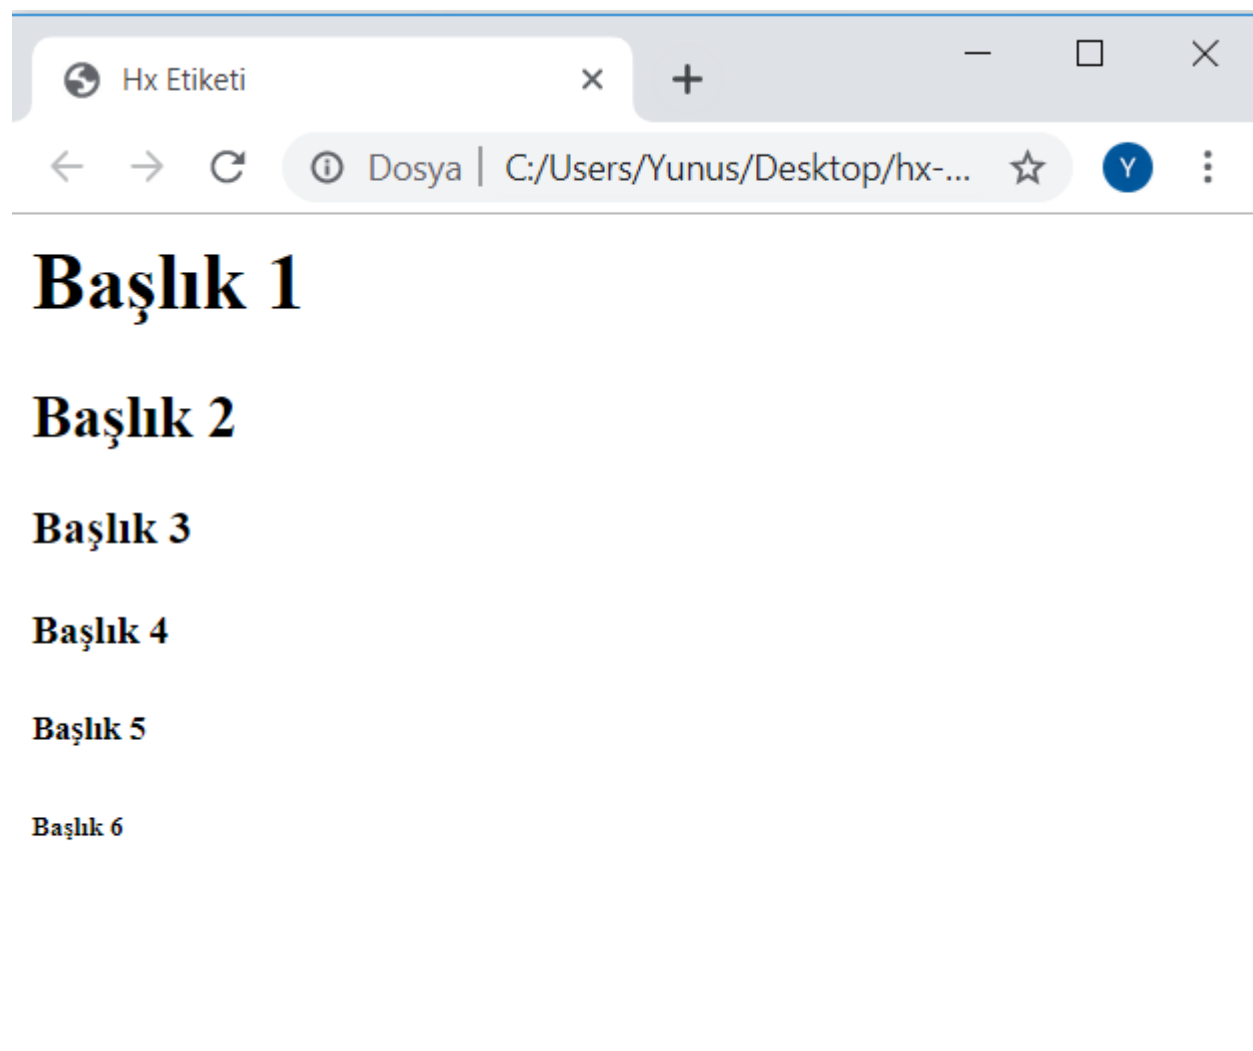 Hx Etiketi
Dosya | C:/Users/Yunus/Desktop/hx-... Y
Başlık 1
Başlık 2
Başlık 3
Başlık 4
Başlık 5
Başlık 6